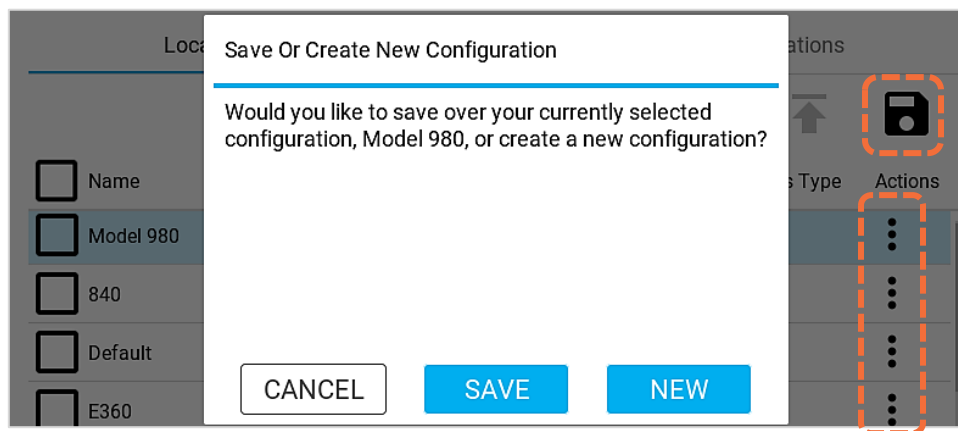 Loca
ations
Save Or Create New Configuration
Would you like to save over your currently selected
configuration, Model 980, or create a new configuration?
Name
s Type
Actions
Model 980
840
Default
E360
CANCEL
SAVE
NEW